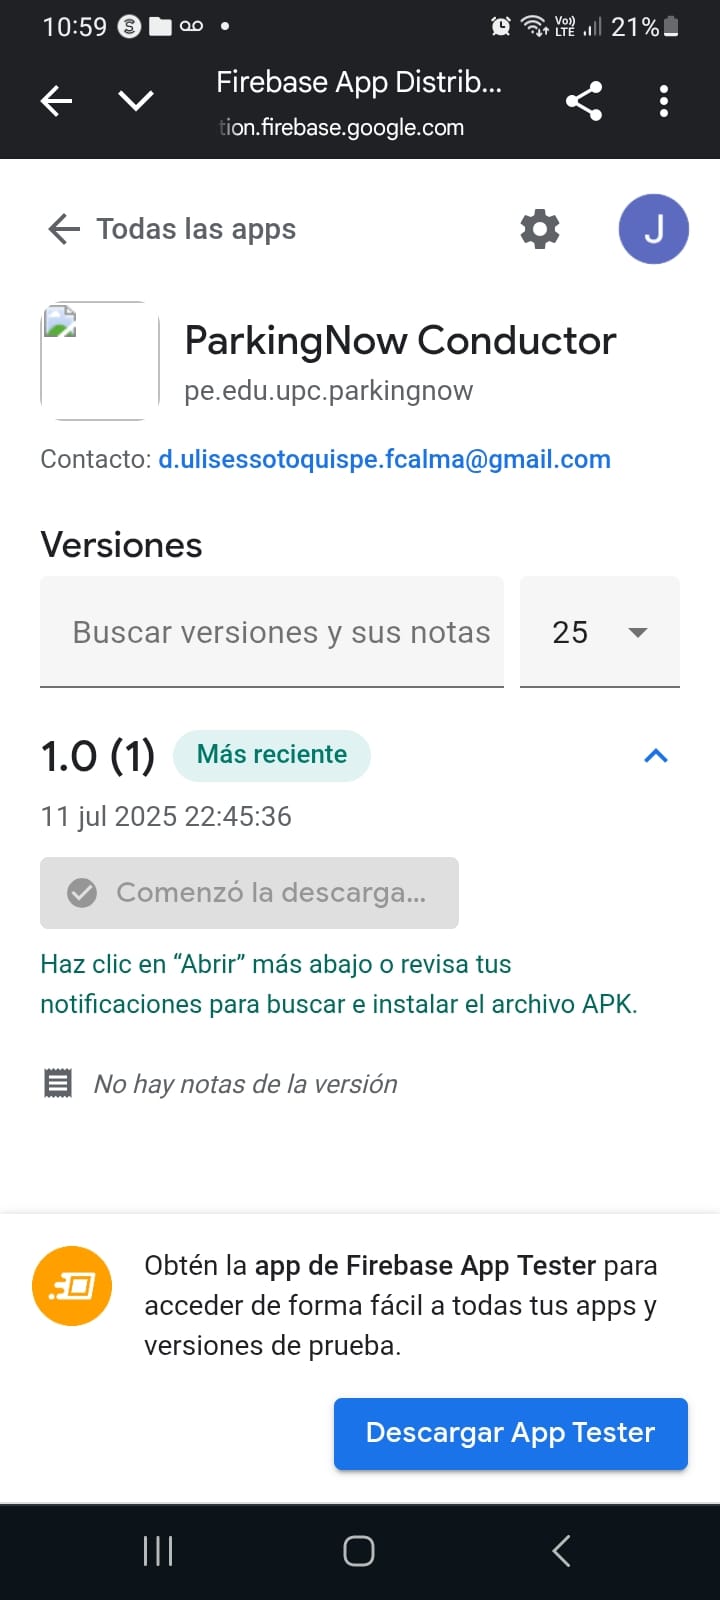 10:59
Vo))
LTE
21%
Firebase App Distrib...
tion.firebase.google.com
Todas las apps
J
ParkingNow Conductor
pe.edu.upc.parkingnow
Contacto: d.ulisessotoquispe.fcalma@gmail.com
Versiones
Buscar versiones y sus notas
25
1.0 (1)
Más reciente
11 jul 2025 22:45:36
Comenzó la descarga...
Haz clic en “Abrir” más abajo o revisa tus
notificaciones para buscar e instalar el archivo APK.
No hay notas de la versión
Obtén la app de Firebase App Tester para
acceder de forma fácil a todas tus apps y
versiones de prueba.
Descargar App Tester